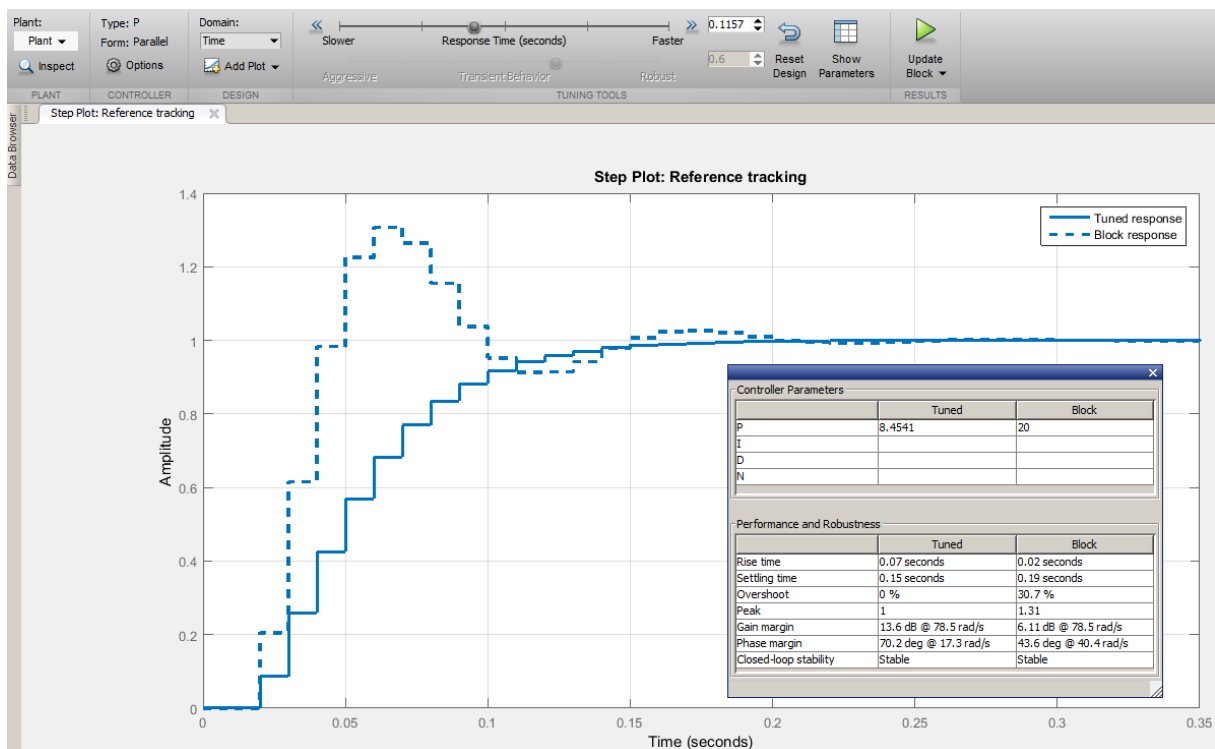 Plant:
Plant
Inspect
PLANT
Type: P
Form: Parallel
Options
CONTROLLER
Domain:
Time
Add Plot
DESIGN
Slower Response Time (seconds) Faster
0.1157
Aggressive Transient Behavior Robust
0.6
Reset Design
Show Parameters
TUNING TOOLS
Update Block
RESULTS
Data Browser
Step Plot: Reference tracking
Step Plot: Reference tracking
Tuned response
Block response
Amplitude
1.4
1.2
1
0.8
0.6
0.4
0.2
0
0 0.05 0.1 0.15 0.2 0.25 0.3 0.35
Time (seconds)
Controller Parameters
Tuned Block
P 8.4541 20
I
D
N
Performance and Robustness
Tuned Block
Rise time 0.07 seconds 0.02 seconds
Settling time 0.15 seconds 0.19 seconds
Overshoot 0 % 30.7 %
Peak 1 1.31
Gain margin 13.6 dB @ 78.5 rad/s 6.11 dB @ 78.5 rad/s
Phase margin 70.2 deg @ 17.3 rad/s 43.6 deg @ 40.4 rad/s
Closed-loop stability Stable Stable